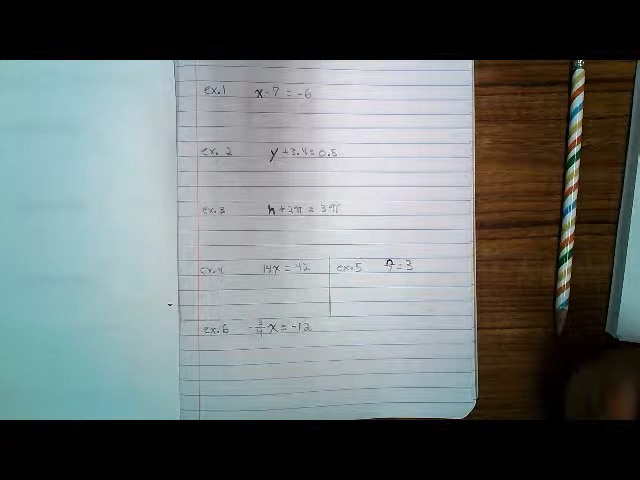 ex.1 x - 7 = -6
ex. 2 y + 3.4 = 0.5
ex.3 h + 2π = 3π
ex.4 14x = 42 ex.5
ex.6 x = -12